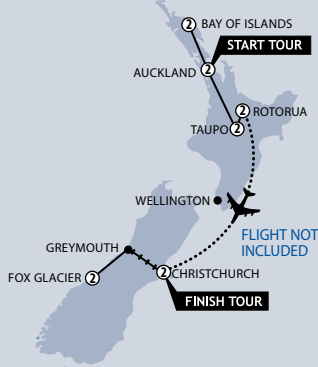 2 BAY OF ISLANDS
START TOUR
AUCKLAND 2
2 ROTORUA
TAUPO 2
WELLINGTON
FLIGHT NOT
INCLUDED
GREYMOUTH
FOX GLACIER 2
2 CHRISTCHURCH
FINISH TOUR